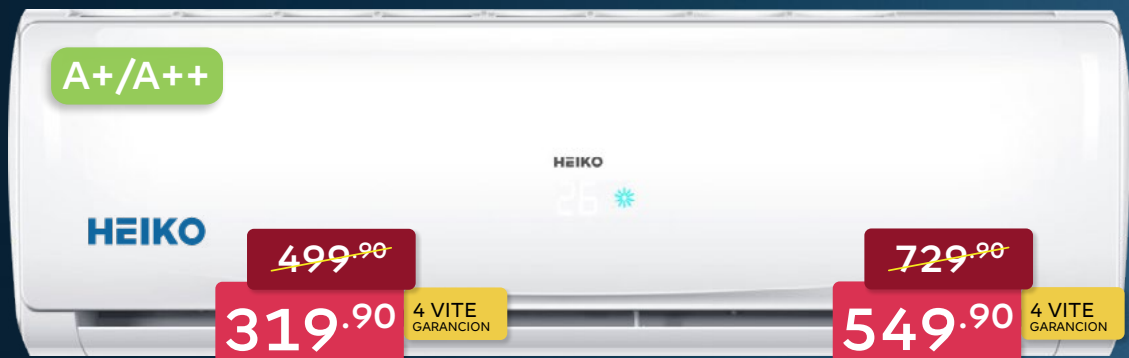 A+/A++
HEIKO
26
HEIKO
499.90
729.90
319.90
4 VITE
GARANCION
549.90
4 VITE
GARANCION